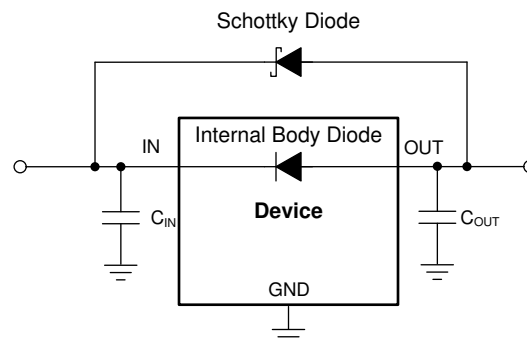 Schottky Diode
IN
Internal Body Diode
OUT
Device
CIN
COUT
GND